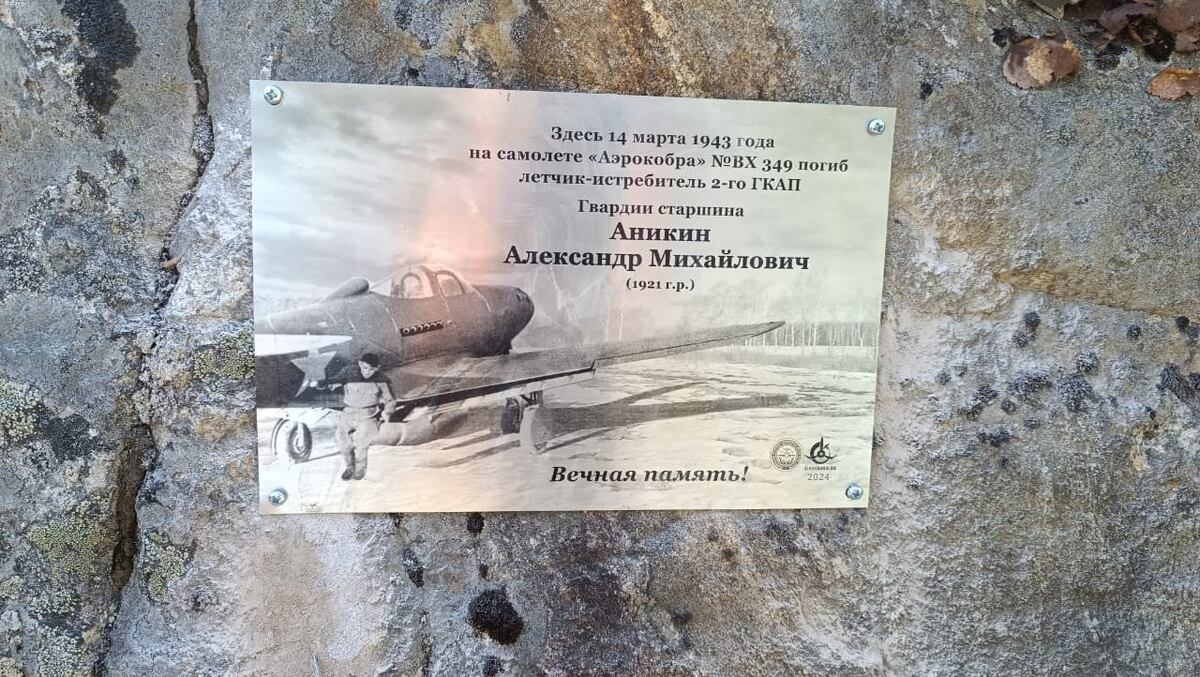 Здесь 14 марта 1943 года
на самолете «Аэрокобра» №ВХ 349 погиб
летчик-истребитель 2-го ГКАП
Гвардии старшина
Аникин
Александр Михайлович
(1921 г.р.)
Вечная память!
2024